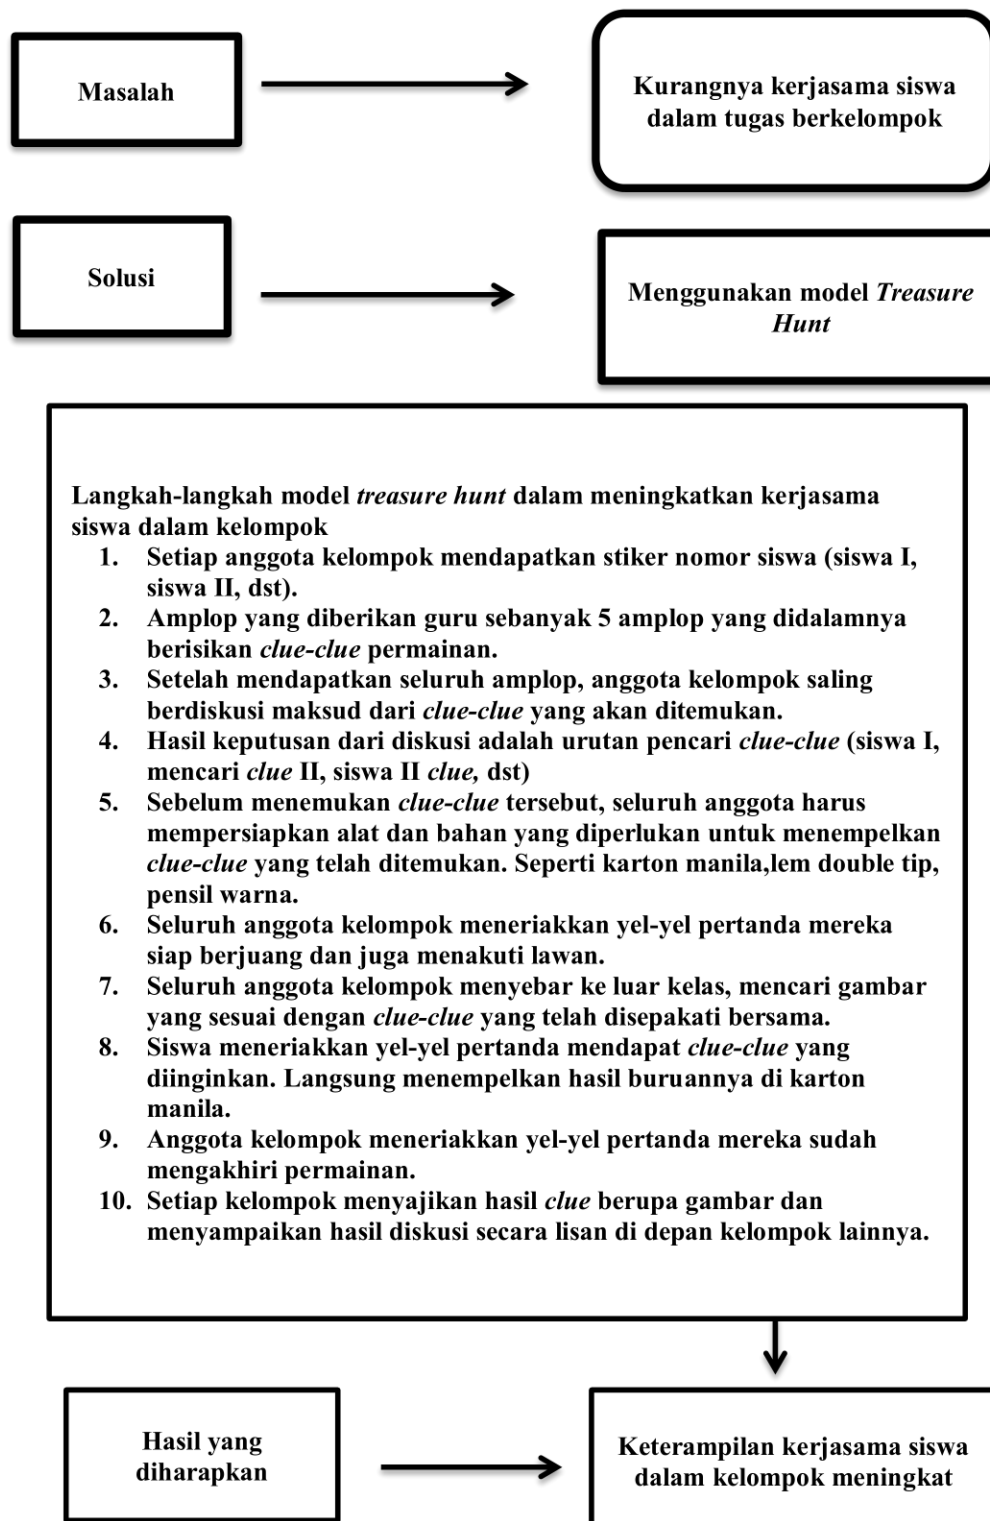 Masalah
Kurangnya kerjasama siswa
dalam tugas berkelompok
Solusi
Menggunakan model Treasure
Hunt
Langkah-langkah model treasure hunt dalam meningkatkan kerjasama
siswa dalam kelompok
1. Setiap anggota kelompok mendapatkan stiker nomor siswa (siswa I,
siswa II, dst).
2. Amplop yang diberikan guru sebanyak 5 amplop yang didalamnya
berisikan clue-clue permainan.
3. Setelah mendapatkan seluruh amplop, anggota kelompok saling
berdiskusi maksud dari clue-clue yang akan ditemukan.
4. Hasil keputusan dari diskusi adalah urutan pencari clue-clue (siswa I,
mencari clue II, siswa II clue, dst)
5. Sebelum menemukan clue-clue tersebut, seluruh anggota harus
mempersiapkan alat dan bahan yang diperlukan untuk menempelkan
clue-clue yang telah ditemukan. Seperti karton manila,lem double tip,
pensil warna.
6. Seluruh anggota kelompok meneriakkan yel-yel pertanda mereka
siap berjuang dan juga menakuti lawan.
7. Seluruh anggota kelompok menyebar ke luar kelas, mencari gambar
yang sesuai dengan clue-clue yang telah disepakati bersama.
8. Siswa meneriakkan yel-yel pertanda mendapat clue-clue yang
diinginkan. Langsung menempelkan hasil buruannya di karton
manila.
9. Anggota kelompok meneriakkan yel-yel pertanda mereka sudah
mengakhiri permainan.
10. Setiap kelompok menyajikan hasil clue berupa gambar dan
menyampaikan hasil diskusi secara lisan di depan kelompok lainnya.
Hasil yang
diharapkan
Keterampilan kerjasama siswa
dalam kelompok meningkat